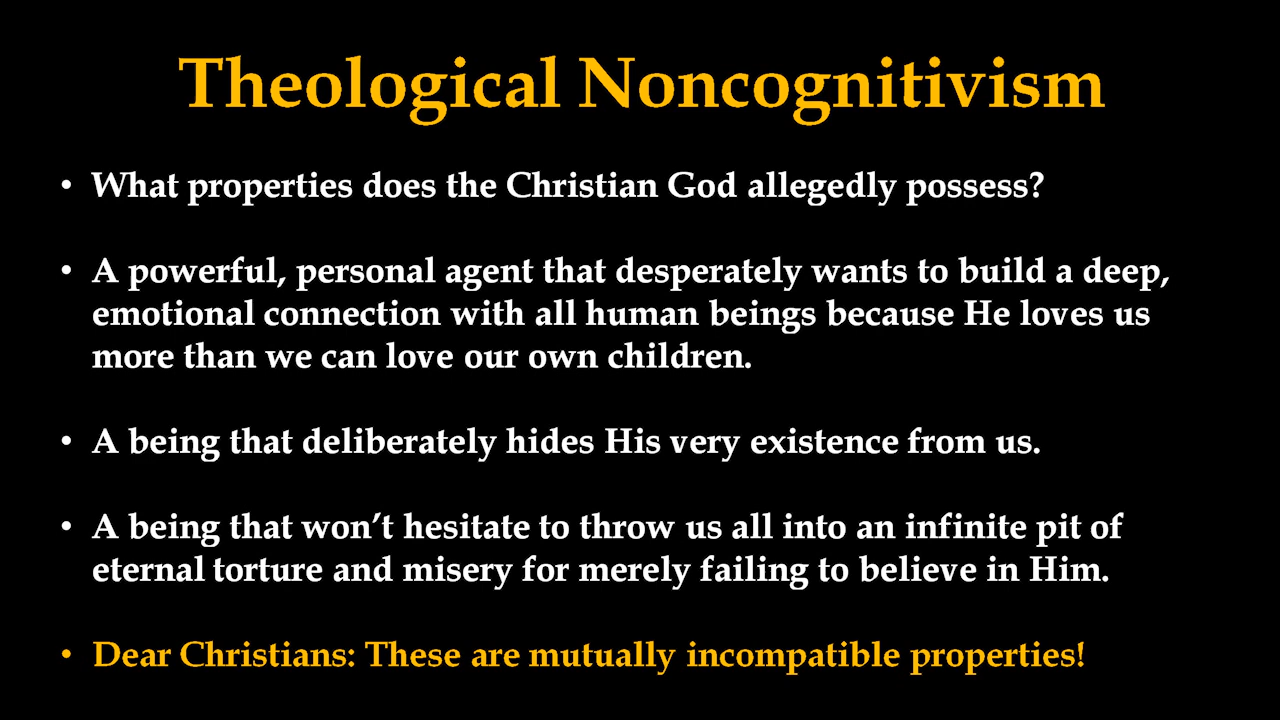 Theological Noncognitivism
• What properties does the Christian God allegedly possess?
• A powerful, personal agent that desperately wants to build a deep,
emotional connection with all human beings because He loves us
more than we can love our own children.
• A being that deliberately hides His very existence from us.
• A being that won’t hesitate to throw us all into an infinite pit of
eternal torture and misery for merely failing to believe in Him.
• Dear Christians: These are mutually incompatible properties!